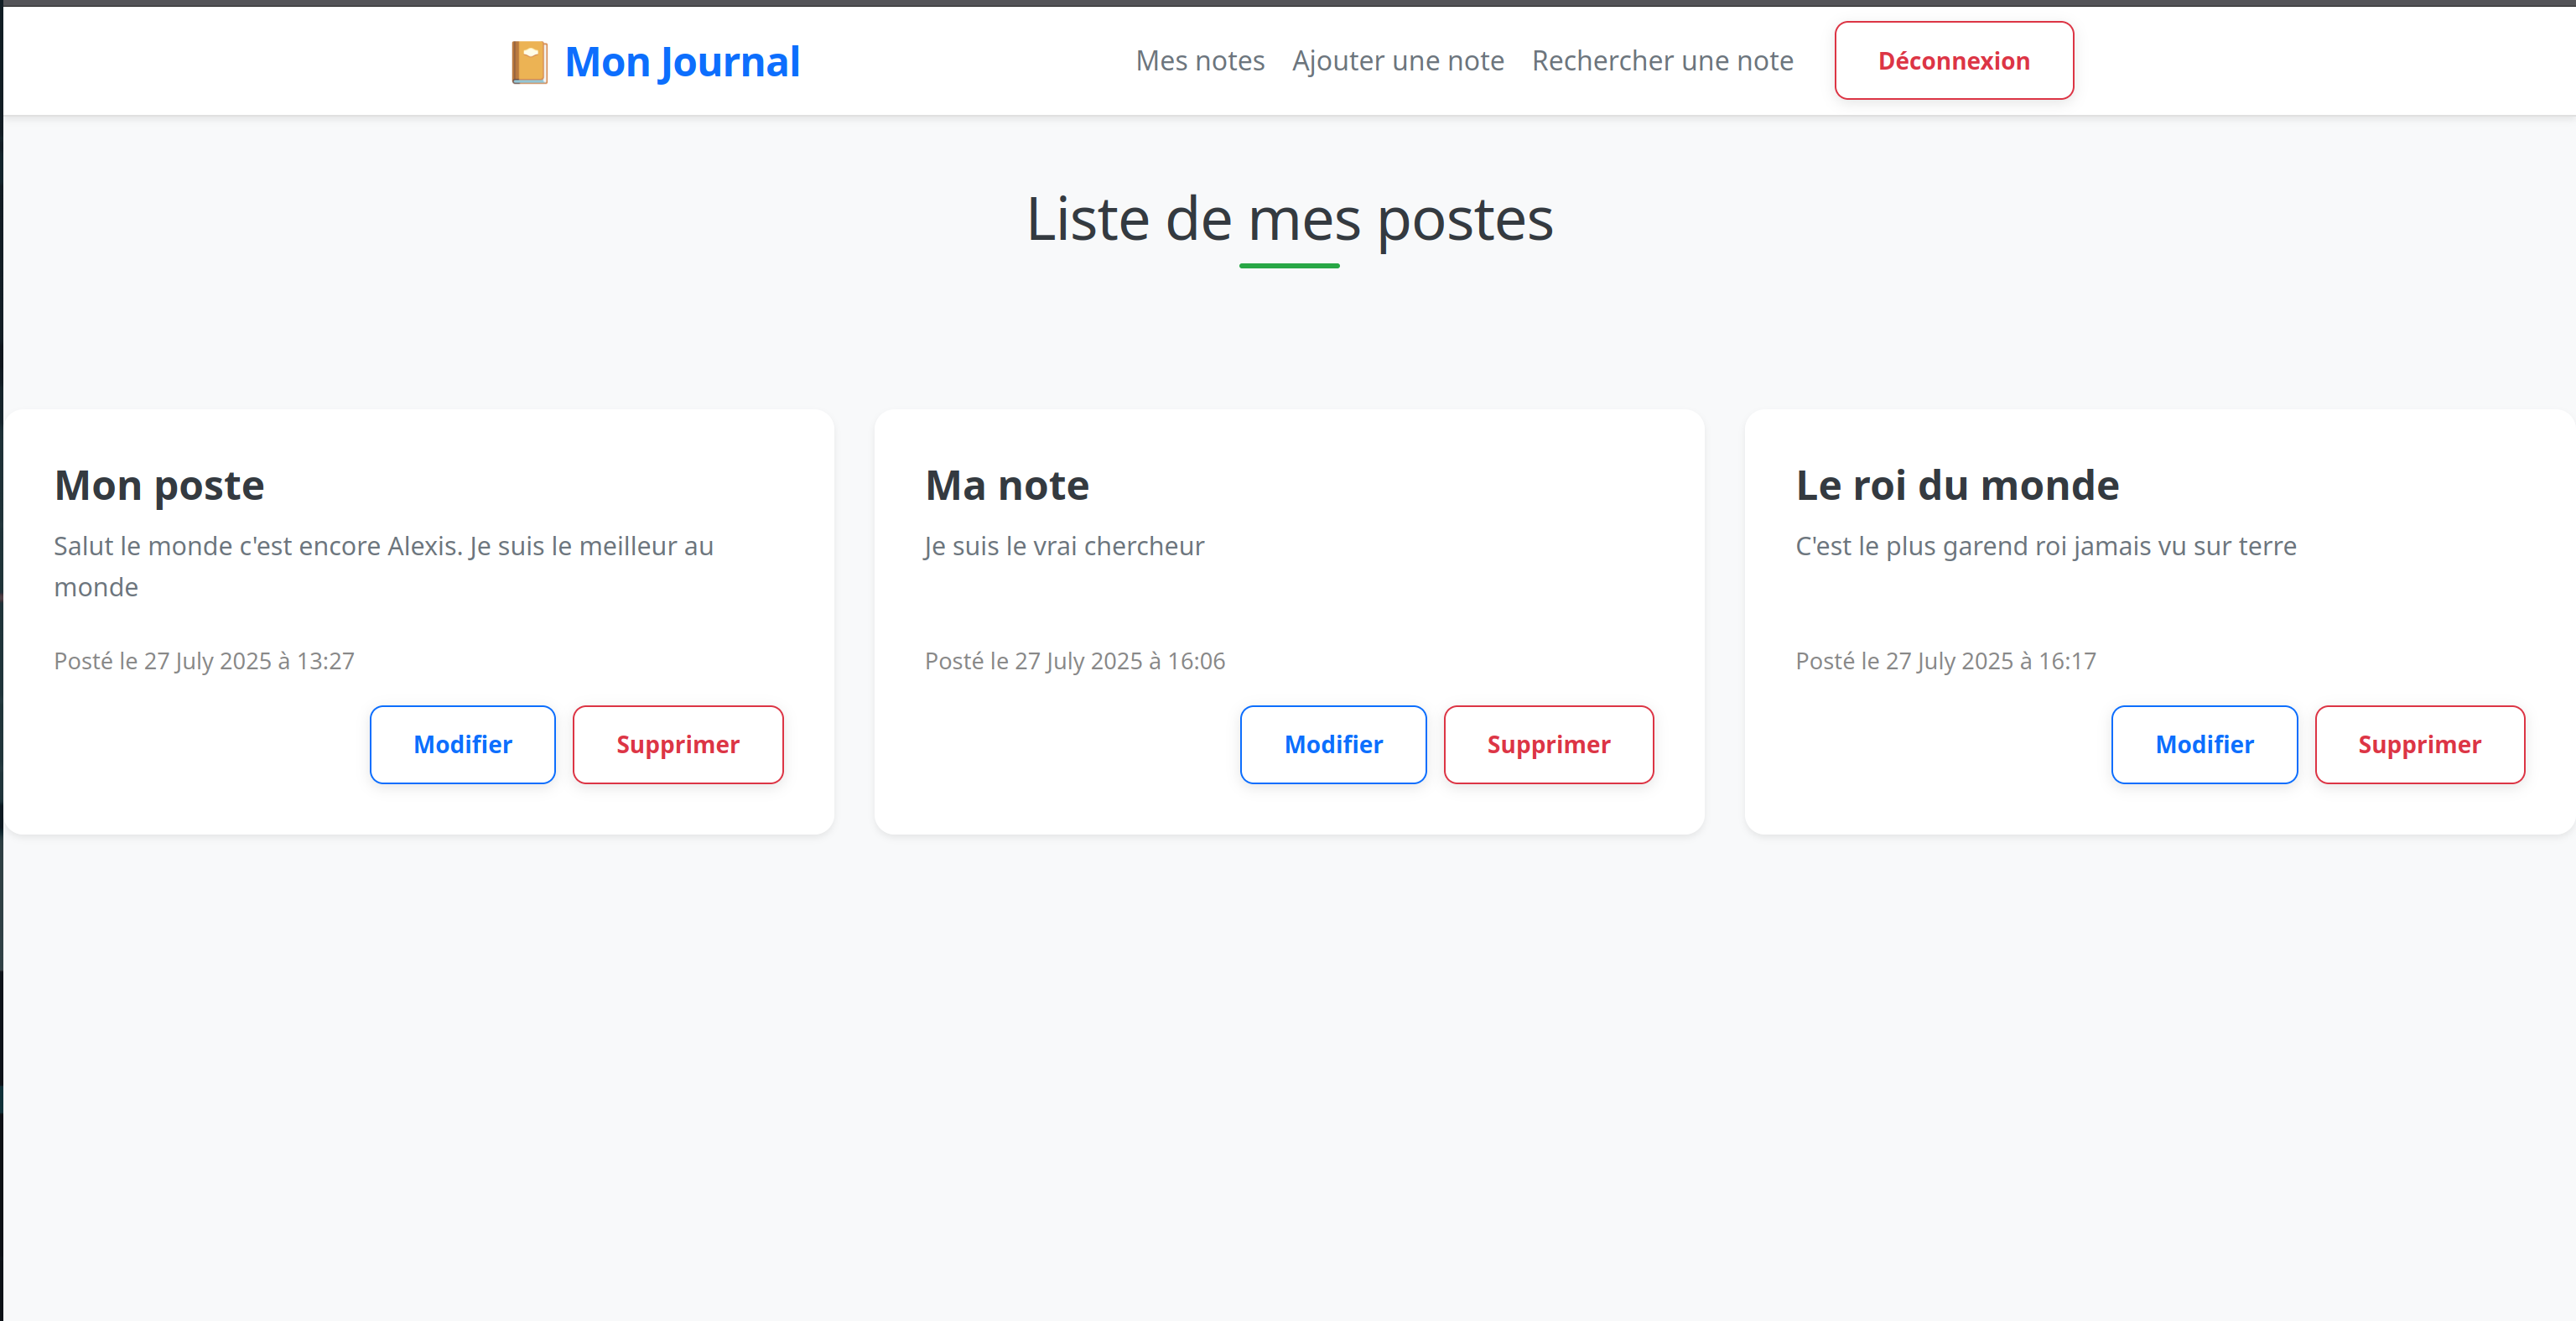 Mon Journal
Mes notes
Ajouter une note
Rechercher une note
Déconnexion
Liste de mes postes
Mon poste
Salut le monde c'est encore Alexis. Je suis le meilleur au
monde
Posté le 27 July 2025 à 13:27
Modifier
Supprimer
Ma note
Je suis le vrai chercheur
Posté le 27 July 2025 à 16:06
Modifier
Supprimer
Le roi du monde
C'est le plus garend roi jamais vu sur terre
Posté le 27 July 2025 à 16:17
Modifier
Supprimer